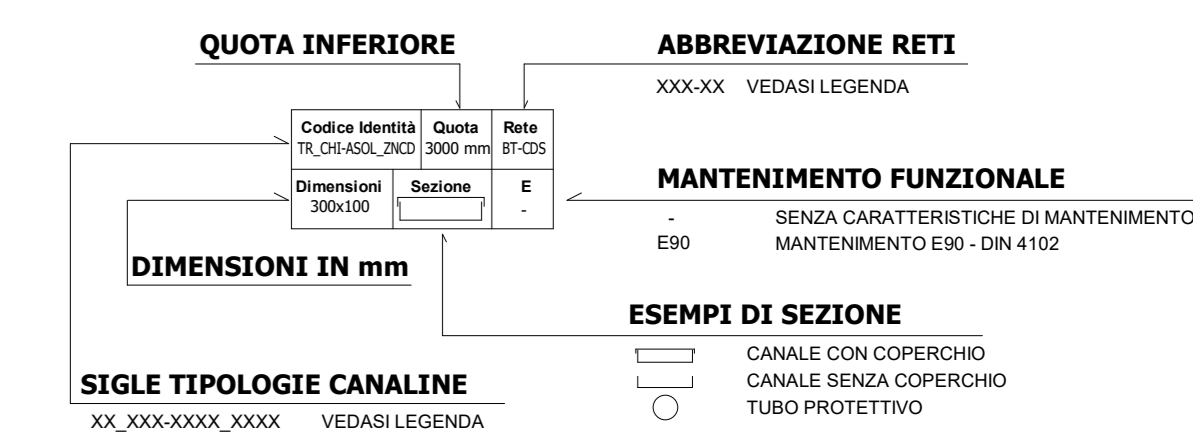 QUOTA INFERIORE
ABBREVIAZIONE RETI
XXX-XX VEDASI LEGENDA
Codice Identità Quota Rete
TR_CHI-ASOL_ZNCD 3000 mm BT-CDS
Dimensioni Sezione E
300x100 -
MANTENIMENTO FUNZIONALE
- SENZA CARATTERISTICHE DI MANTENIMENTO
E90 MANTENIMENTO E90 - DIN 4102
DIMENSIONI IN mm
ESEMPI DI SEZIONE
CANALE CON COPERCHIO
CANALE SENZA COPERCHIO
TUBO PROTETTIVO
SIGLE TIPOLOGIE CANALINE
XX_XXX-XXXX_XXXX VEDASI LEGENDA